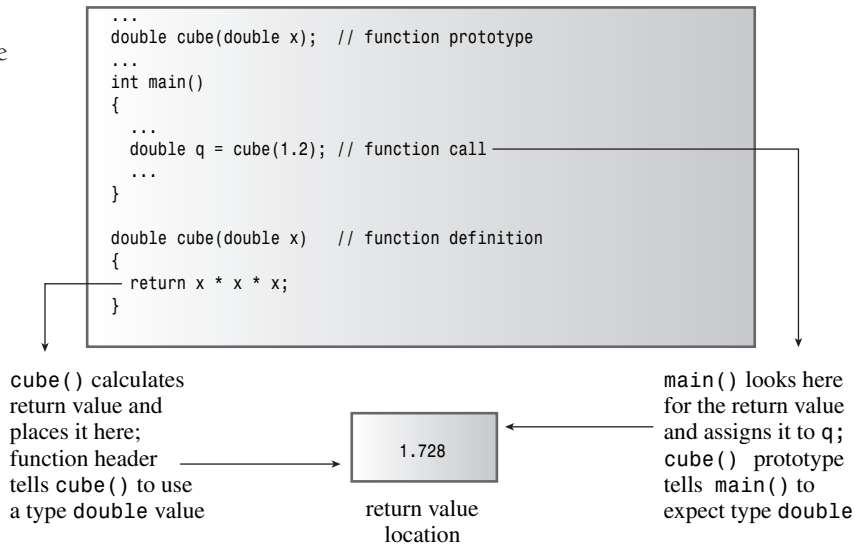 ...
double cube(double x);  // function prototype
...
int main()
{
  ...
  double q = cube(1.2); // function call
  ...
}
double cube(double x)   // function definition
{
  return x * x * x;
}
cube() calculates
return value and
places it here;
function header
tells cube() to use
a type double value
1.728
return value
location
main() looks here
for the return value
and assigns it to q;
cube() prototype
tells main() to
expect type double